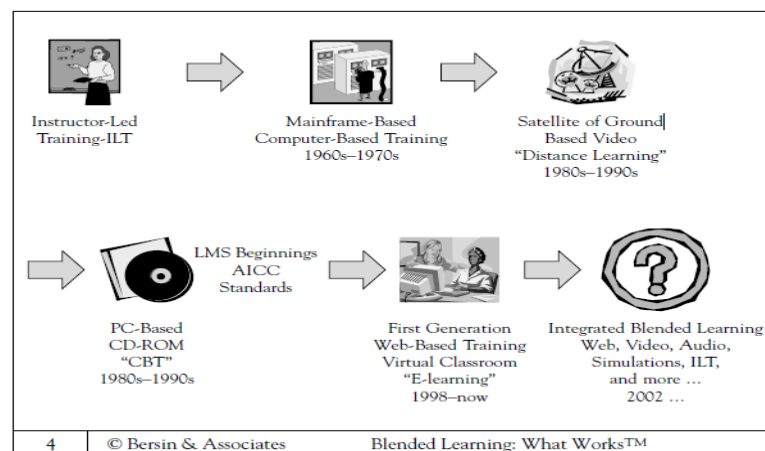 Instructor-Led
Training-ILT
Mainframe-Based
Computer-Based Training
1960s–1970s
Satellite of Ground
Based Video
“Distance Learning”
1980s–1990s
LMS Beginnings
AICC
Standards
PC-Based
CD-ROM
“CBT”
1980s–1990s
First Generation
Web-Based Training
Virtual Classroom
“E-learning”
1998–now
Integrated Blended Learning
Web, Video, Audio,
Simulations, ILT,
and more ...
2002 ...
4 © Bersin & Associates Blended Learning: What Works™